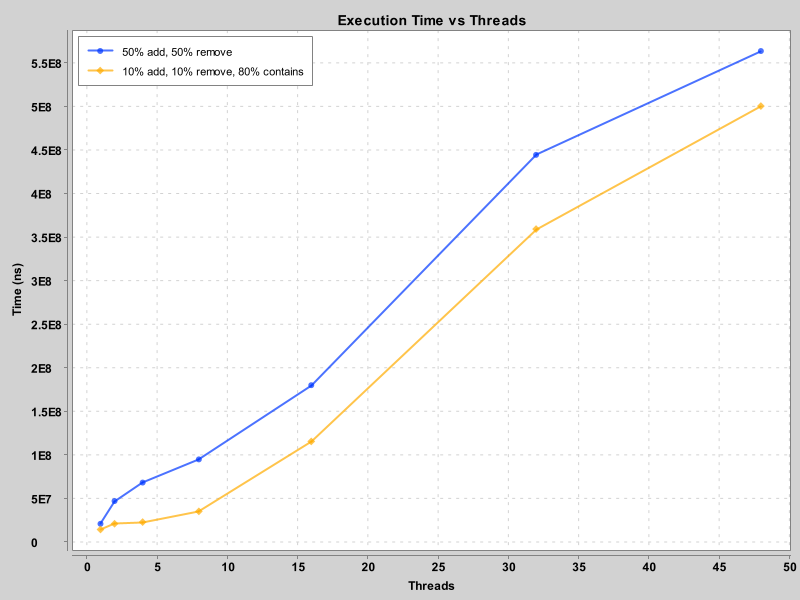 Execution Time vs Threads
50% add, 50% remove
10% add, 10% remove, 80% contains
Time (ns)
5.5E8
5E8
4.5E8
4E8
3.5E8
3E8
2.5E8
2E8
1.5E8
1E8
5E7
0
0 5 10 15 20 25 30 35 40 45 50
Threads